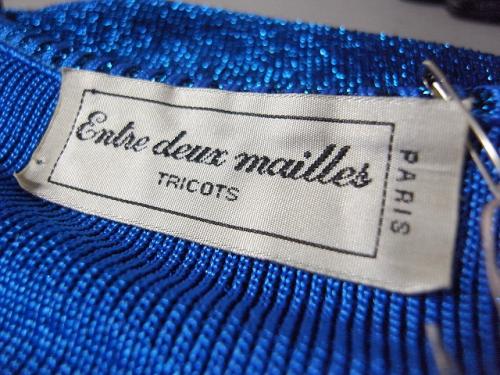 Entre deux mailles
TRICOTS
PARIS